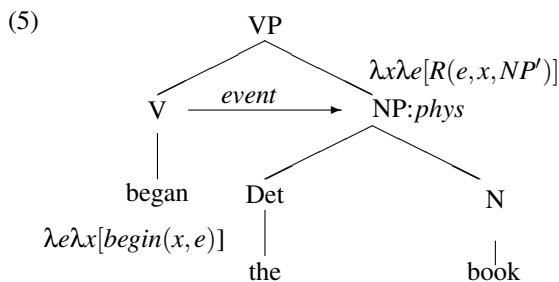 (5)
VP
λxλe[R(e,x,NP′)]
V event NP:phys
began Det N
λeλx[begin(x,e)]
the book